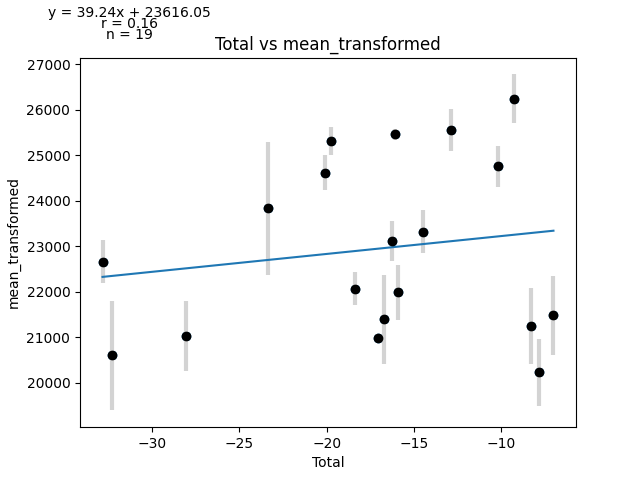 y = 39.24x + 23616.05
r = 0.16
n = 19
Total vs mean_transformed
27000
26000
25000
24000
23000
22000
21000
20000
mean_transformed
−30
−25
−20
−15
−10
Total